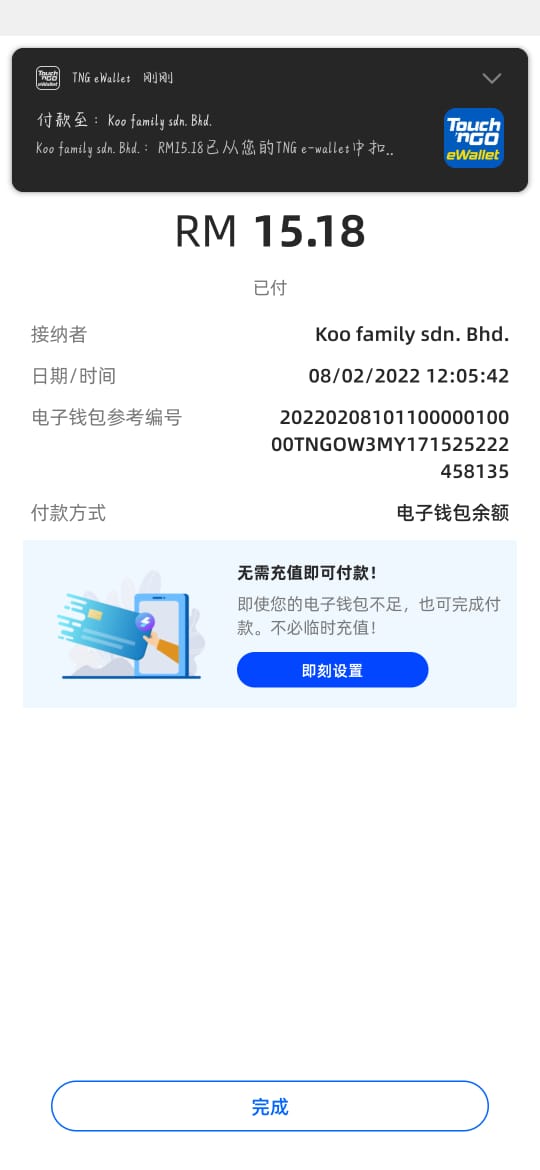 TNG eWallet 刚刚
付款至：Koo family sdn. Bhd.
Koo family sdn. Bhd.：RM15.18已从您的TNG e-wallet中扣...
Touch
'nGO
eWallet
RM 15.18
已付
接纳者 Koo family sdn. Bhd.
日期/时间 08/02/2022 12:05:42
电子钱包参考编号 20220208101100000100
00TNGOW3MY171525222
458135
付款方式 电子钱包余额
无需充值即可付款！
即使您的电子钱包不足，也可完成付
款。不必临时充值！
即刻设置
完成